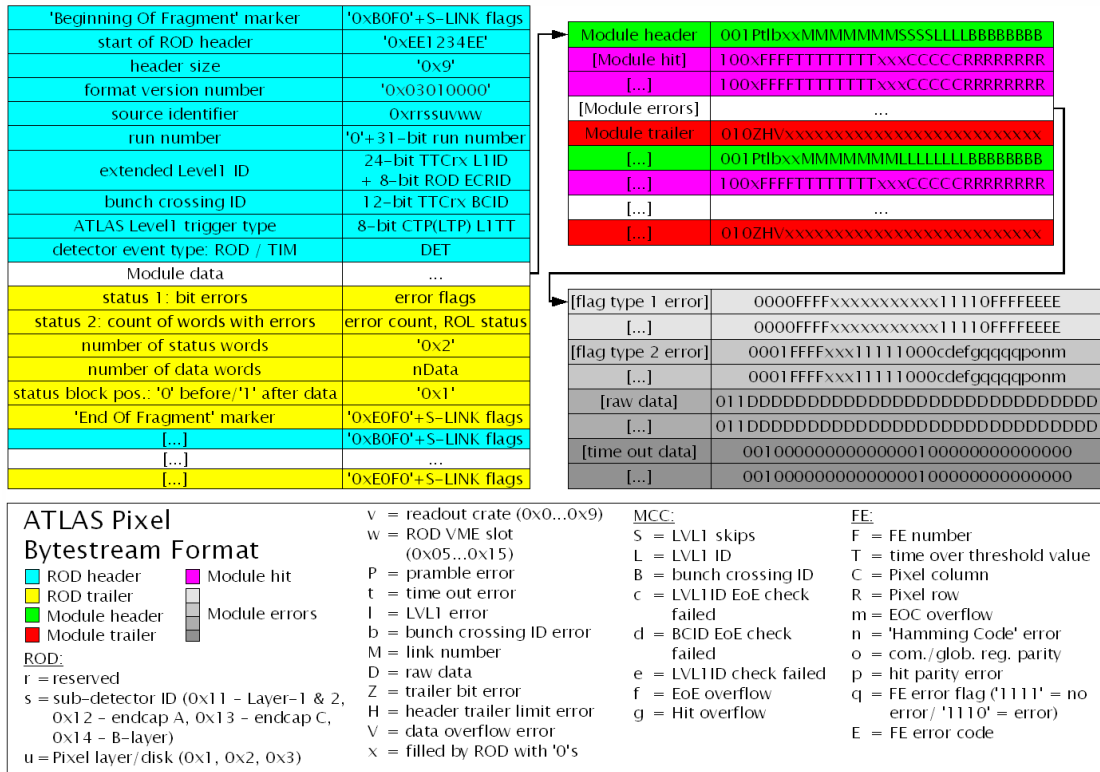 'Beginning Of Fragment' marker '0xB0F0'+S-LINK flags
start of ROD header '0xEE1234EE'
header size '0x9'
format version number '0x03010000'
source identifier 0xrrssuvww
run number '0'+31-bit run number
extended Level1 ID 24-bit TTCrx L1ID
+ 8-bit ROD ECRID
bunch crossing ID 12-bit TTCrx BCID
ATLAS Level1 trigger type 8-bit CTP(LTP) L1TT
detector event type: ROD / TIM DET
Module data ...
status 1: bit errors error flags
status 2: count of words with errors error count, ROL status
number of status words '0x2'
number of data words nData
status block pos.: '0' before/'1' after data '0x1'
'End Of Fragment' marker '0xE0F0'+S-LINK flags
[...] '0xB0F0'+S-LINK flags
[...] ...
[...] '0xE0F0'+S-LINK flags
Module header 001PtlbxxMMMMMMMSSSSLLLLBBBBBBBB
[Module hit] 100xFFFFTTTTTTTTxxxCCCCCRRRRRRRR
[...] 100xFFFFTTTTTTTTxxxCCCCCRRRRRRRR
[Module errors] ...
Module trailer 010ZHVxxxxxxxxxxxxxxxxxxxxxxxxxx
[...] 001PtlbxxMMMMMMMLLLLLLLLBBBBBBBB
[...] 100xFFFFTTTTTTTTxxxCCCCCRRRRRRRR
[...] ...
[...] 010ZHVxxxxxxxxxxxxxxxxxxxxxxxxxx
[flag type 1 error] 0000FFFFxxxxxxxxxxx11110FFFFEEEE
[...] 0000FFFFxxxxxxxxxxx11110FFFFEEEE
[flag type 2 error] 0001FFFFxxx11111000cdefgqqqqponm
[...] 0001FFFFxxx11111000cdefgqqqqponm
[raw data] 011DDDDDDDDDDDDDDDDDDDDDDDDDDDDD
[...] 011DDDDDDDDDDDDDDDDDDDDDDDDDDDDD
[time out data] 00100000000000000100000000000000
[...] 00100000000000000100000000000000
ATLAS Pixel
Bytestream Format
ROD header
ROD trailer
Module header
Module trailer
Module hit
Module errors
ROD:
r = reserved
s = sub-detector ID (0x11 - Layer-1 & 2,
0x12 - endcap A, 0x13 - endcap C,
0x14 - B-layer)
u = Pixel layer/disk (0x1, 0x2, 0x3)
v = readout crate (0x0...0x9)
w = ROD VME slot
(0x05...0x15)
P = pramble error
t = time out error
l = LVL1 error
b = bunch crossing ID error
M = link number
D = raw data
Z = trailer bit error
H = header trailer limit error
V = data overflow error
x = filled by ROD with '0's
MCC:
S = LVL1 skips
L = LVL1 ID
B = bunch crossing ID
c = LVL1ID EoE check
failed
d = BCID EoE check
failed
e = LVL1ID check failed
f = EoE overflow
g = Hit overflow
FE:
F = FE number
T = time over threshold value
C = Pixel column
R = Pixel row
m = EOC overflow
n = 'Hamming Code' error
o = com./glob. reg. parity
p = hit parity error
q = FE error flag ('1111' = no
error/ '1110' = error)
E = FE error code